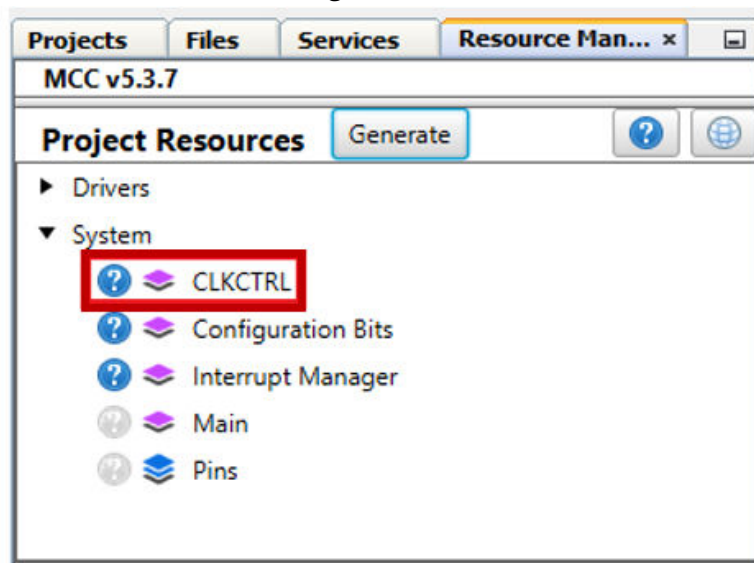 Projects Files Services Resource Man... ×
MCC v5.3.7
Project Resources Generate ?
Drivers
System
? CLKCTRL
? Configuration Bits
? Interrupt Manager
? Main
? Pins